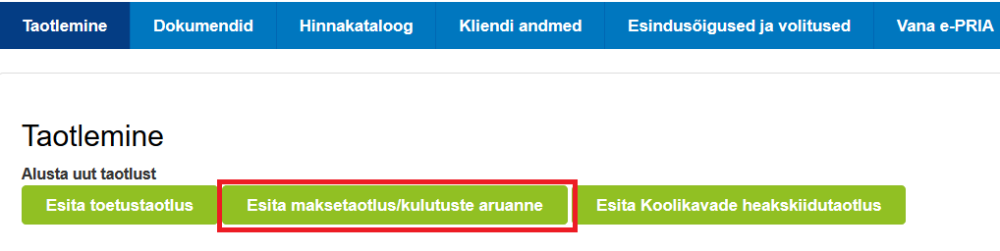 Taotlemine Dokumendid Hinnakataloog Kliendi andmed Esindusõigused ja volitused Vana e-PRIA
Taotlemine
Alusta uut taotlust
Esita toetustaotlus Esita maksetaotlus/kulutuste aruanne Esita Koolikavade heakskiidutaotlus